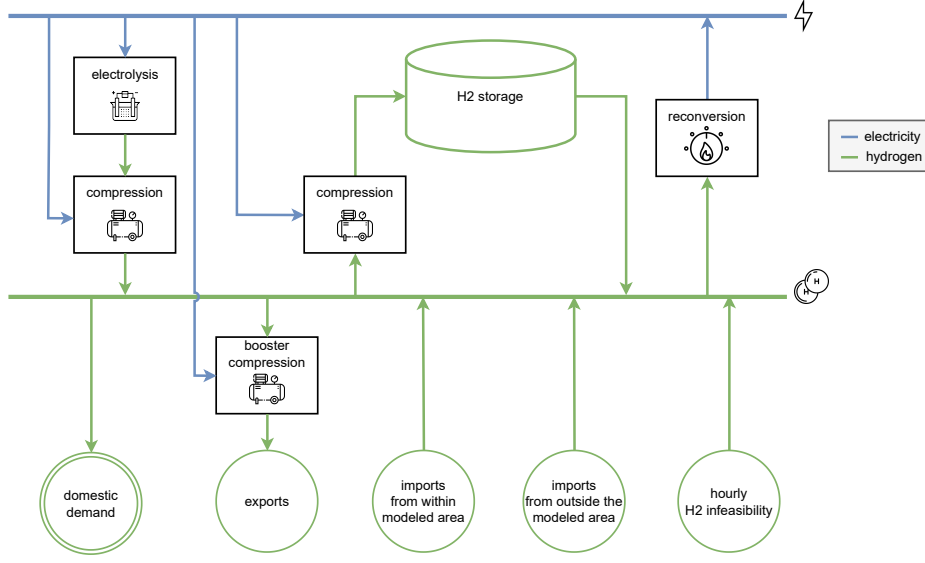 electrolysis
H2 storage
reconversion
electricity
hydrogen
compression
compression
H
H
booster
compression
domestic
demand
exports
imports
from within
modeled area
imports
from outside the
modeled area
hourly
H2 infeasibility